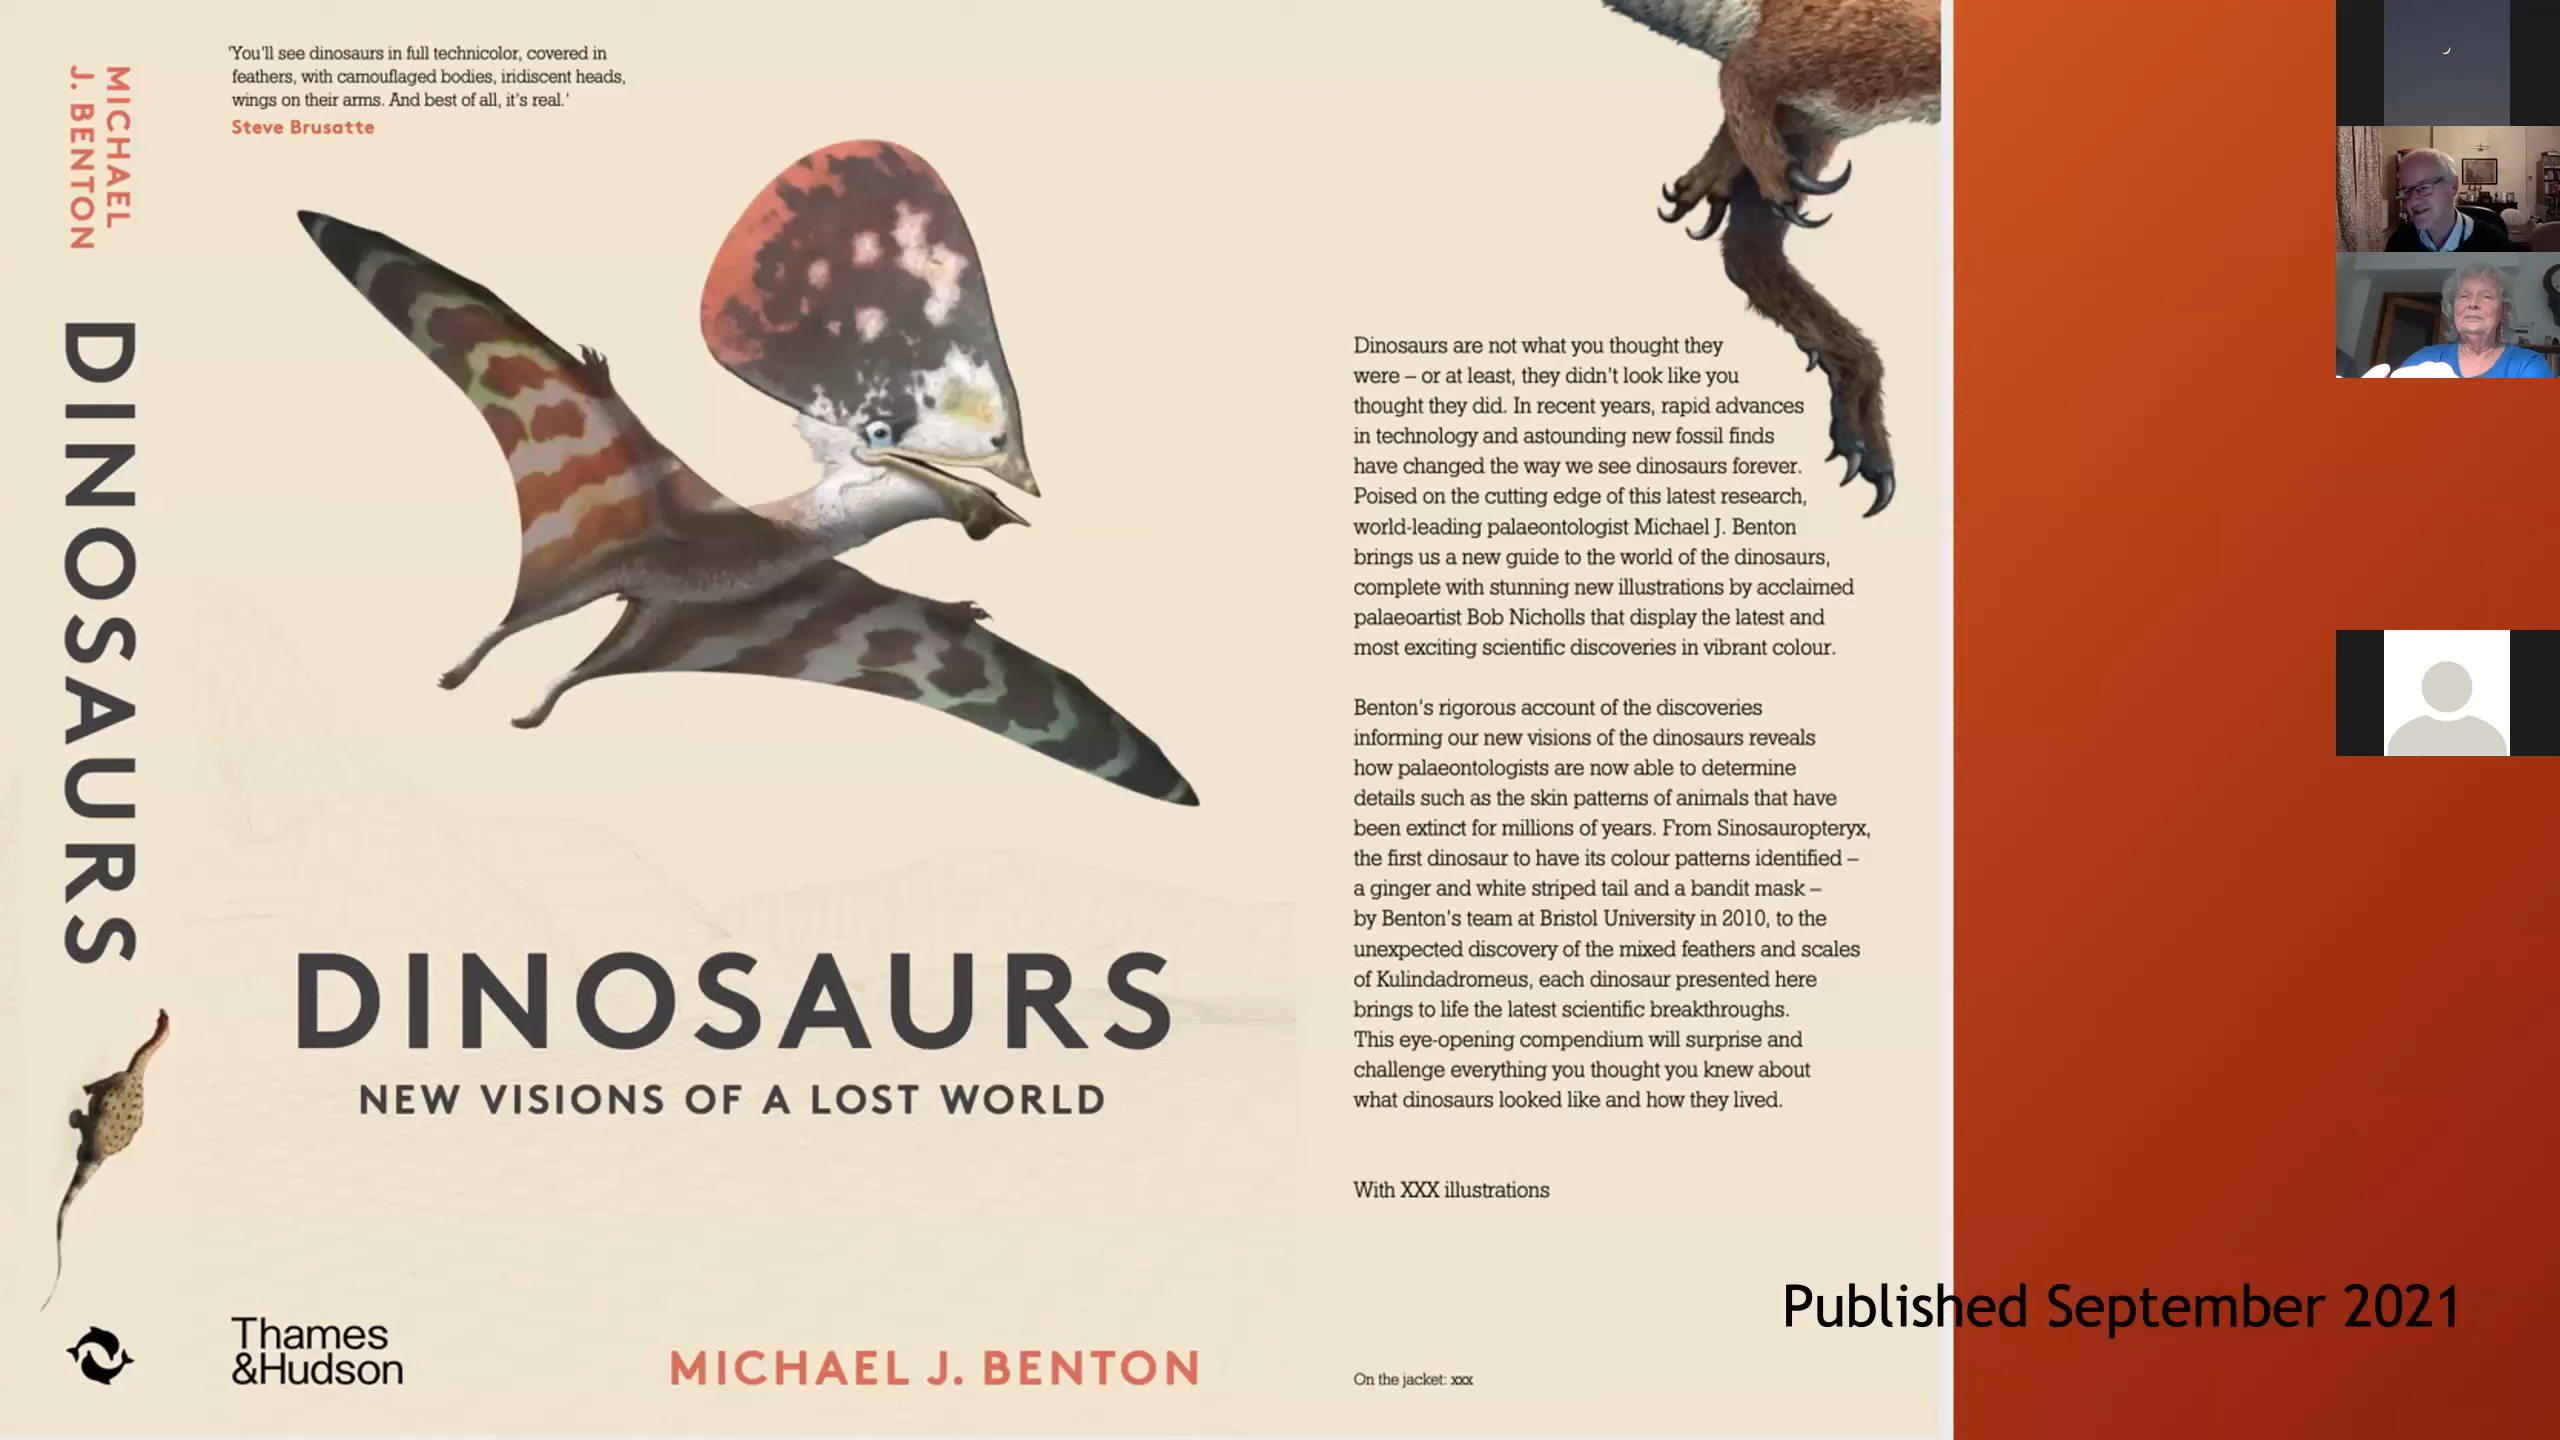 MICHAEL
J. BENTON
DINOSAURS
'You'll see dinosaurs in full technicolor, covered in
feathers, with camouflaged bodies, iridiscent heads,
wings on their arms. And best of all, it's real.'
Steve Brusatte
DINOSAURS
NEW VISIONS OF A LOST WORLD
Thames
&Hudson
MICHAEL J. BENTON
Dinosaurs are not what you thought they
were – or at least, they didn't look like you
thought they did. In recent years, rapid advances
in technology and astounding new fossil finds
have changed the way we see dinosaurs forever.
Poised on the cutting edge of this latest research,
world-leading palaeontologist Michael J. Benton
brings us a new guide to the world of the dinosaurs,
complete with stunning new illustrations by acclaimed
palaeoartist Bob Nicholls that display the latest and
most exciting scientific discoveries in vibrant colour.
Benton's rigorous account of the discoveries
informing our new visions of the dinosaurs reveals
how palaeontologists are now able to determine
details such as the skin patterns of animals that have
been extinct for millions of years. From Sinosauropteryx,
the first dinosaur to have its colour patterns identified –
a ginger and white striped tail and a bandit mask –
by Benton's team at Bristol University in 2010, to the
unexpected discovery of the mixed feathers and scales
of Kulindadromeus, each dinosaur presented here
brings to life the latest scientific breakthroughs.
This eye-opening compendium will surprise and
challenge everything you thought you knew about
what dinosaurs looked like and how they lived.
With XXX illustrations
On the jacket: xxx
Published September 2021